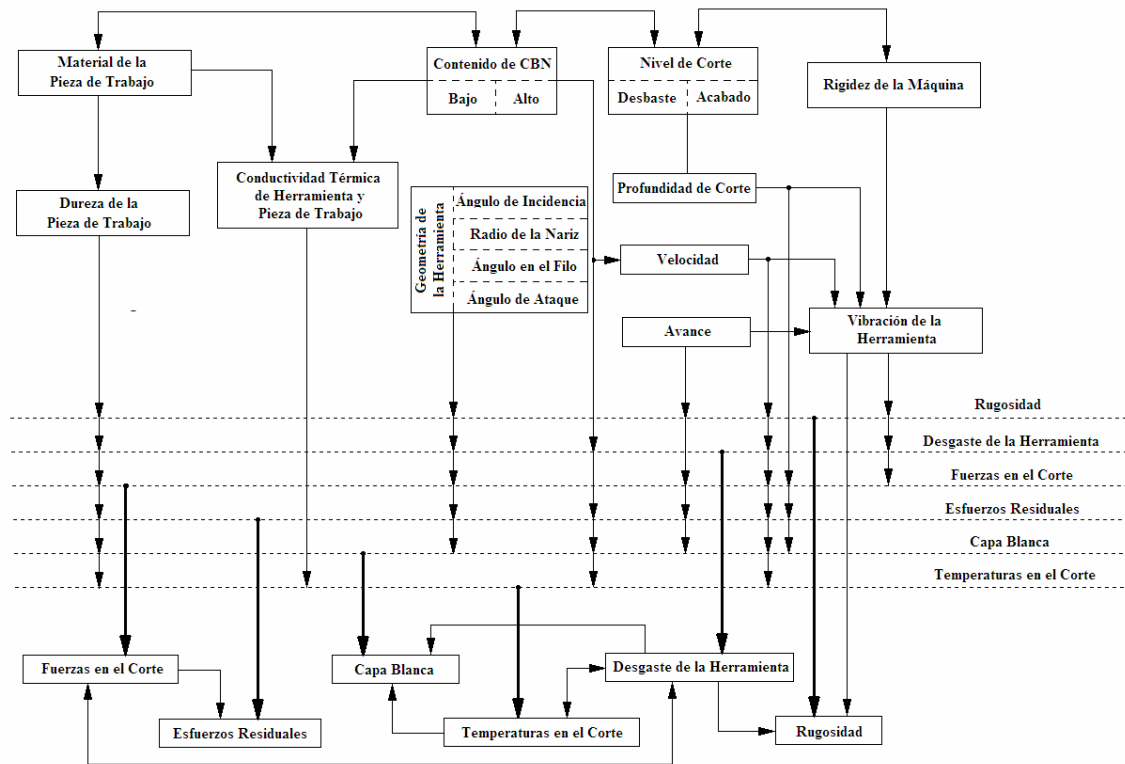 Material de la
Pieza de Trabajo
Contenido de CBN
Bajo
Alto
Nivel de Corte
Desbaste
Acabado
Rigidez de la Máquina
Conductividad Térmica
de Herramienta y
Pieza de Trabajo
Dureza de la
Pieza de Trabajo
Geometría de
la Herramienta
Ángulo de Incidencia
Radio de la Nariz
Ángulo en el Filo
Ángulo de Ataque
Profundidad de Corte
Velocidad
Avance
Vibración de la
Herramienta
Rugosidad
Desgaste de la Herramienta
Fuerzas en el Corte
Esfuerzos Residuales
Capa Blanca
Temperaturas en el Corte
Fuerzas en el Corte
Capa Blanca
Desgaste de la Herramienta
Esfuerzos Residuales
Temperaturas en el Corte
Rugosidad